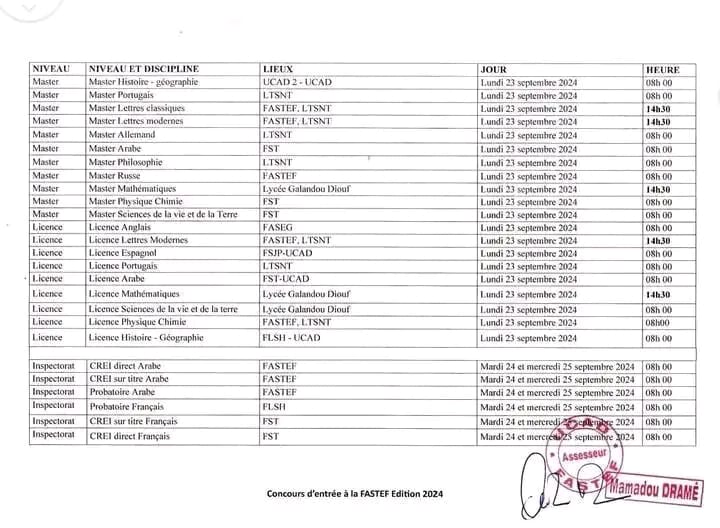 NIVEAU NIVEAU ET DISCIPLINE LIEUX JOUR HEURE
Master Master Histoire - géographie UCAD 2 - UCAD Lundi 23 septembre 2024 08h 00
Master Master Portugais LTSNT Lundi 23 septembre 2024 08h 00
Master Master Lettres classiques FASTEF, LTSNT Lundi 23 septembre 2024 14h30
Master Master Lettres modernes FASTEF, LTSNT Lundi 23 septembre 2024 14h30
Master Master Allemand LTSNT Lundi 23 septembre 2024 08h 00
Master Master Arabe FST Lundi 23 septembre 2024 08h 00
Master Master Philosophie LTSNT Lundi 23 septembre 2024 08h 00
Master Master Russe FASTEF Lundi 23 septembre 2024 08h 00
Master Master Mathématiques Lycée Galandou Diouf Lundi 23 septembre 2024 14h30
Master Master Physique Chimie FST Lundi 23 septembre 2024 08h 00
Master Master Sciences de la vie et de la Terre FST Lundi 23 septembre 2024 08h 00
Licence Licence Anglais FASEG Lundi 23 septembre 2024 08h 00
Licence Licence Lettres Modernes FASTEF, LTSNT Lundi 23 septembre 2024 14h30
Licence Licence Espagnol FSJP-UCAD Lundi 23 septembre 2024 08h 00
Licence Licence Portugais LTSNT Lundi 23 septembre 2024 08h 00
Licence Licence Arabe FST-UCAD Lundi 23 septembre 2024 08h 00
Licence Licence Mathématiques Lycée Galandou Diouf Lundi 23 septembre 2024 14h30
Licence Licence Sciences de la vie et de la terre Lycée Galandou Diouf Lundi 23 septembre 2024 08h 00
Licence Licence Physique Chimie FASTEF, LTSNT Lundi 23 septembre 2024 08h00
Licence Licence Histoire - Géographie FLSH - UCAD Lundi 23 septembre 2024 08h 00
Inspectorat CREI direct Arabe FASTEF Mardi 24 et mercredi 25 septembre 2024 08h 00
Inspectorat CREI sur titre Arabe FASTEF Mardi 24 et mercredi 25 septembre 2024 08h 00
Inspectorat Probatoire Arabe FASTEF Mardi 24 et mercredi 25 septembre 2024 08h 00
Inspectorat Probatoire Français FLSH Mardi 24 et mercredi 25 septembre 2024 08h 00
Inspectorat CREI sur titre Français FST Mardi 24 et mercredi 25 septembre 2024 08h 00
Inspectorat CREI direct Français FST Mardi 24 et mercredi 25 septembre 2024 08h 00
UCAD
Assesseur
FASTEF
Mamadou DRAMÉ
Concours d'entrée à la FASTEF Edition 2024